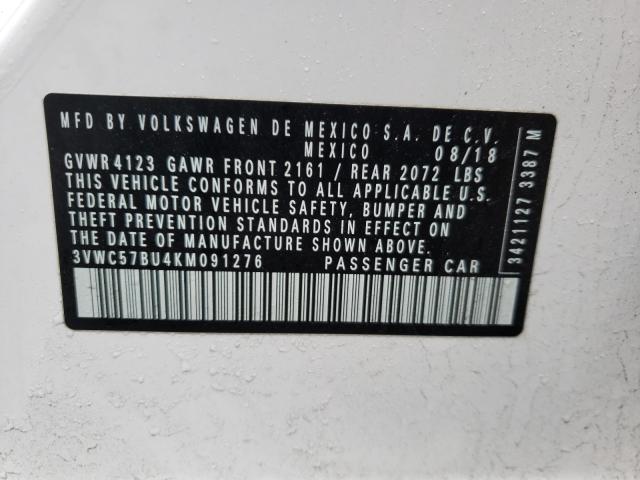 MFD BY VOLKSWAGEN DE MEXICO S.A. DE C.V.
MEXICO 08/18
GVWR 4123 GAWR FRONT 2161 / REAR 2072 LBS
THIS VEHICLE CONFORMS TO ALL APPLICABLE U.S.
FEDERAL MOTOR VEHICLE SAFETY, BUMPER AND
THEFT PREVENTION STANDARDS IN EFFECT ON
THE DATE OF MANUFACTURE SHOWN ABOVE.
3VWC57BU4KM091276 PASSENGER CAR
3421127 3387 M